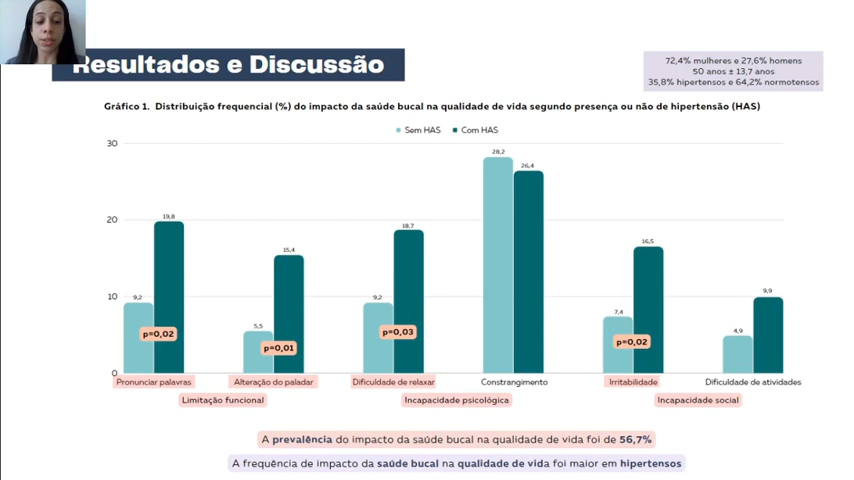 Resultados e Discussão
72,4% mulheres e 27,6% homens
50 anos ± 13,7 anos
35,8% hipertensos e 64,2% normotensos
Gráfico 1. Distribuição frequencial (%) do impacto da saúde bucal na qualidade de vida segundo presença ou não de hipertensão (HAS)
Sem HAS Com HAS
30
20
10
0
9,2 19,8 5,5 15,4 9,2 18,7 28,2 26,4 7,4 16,5 4,9 9,9
p=0,02 p=0,01 p=0,03 p=0,02
Pronunciar palavras Alteração do paladar Dificuldade de relaxar Constrangimento Irritabilidade Dificuldade de atividades
Limitação funcional Incapacidade psicológica Incapacidade social
A prevalência do impacto da saúde bucal na qualidade de vida foi de 56,7%
A frequência de impacto da saúde bucal na qualidade de vida foi maior em hipertensos